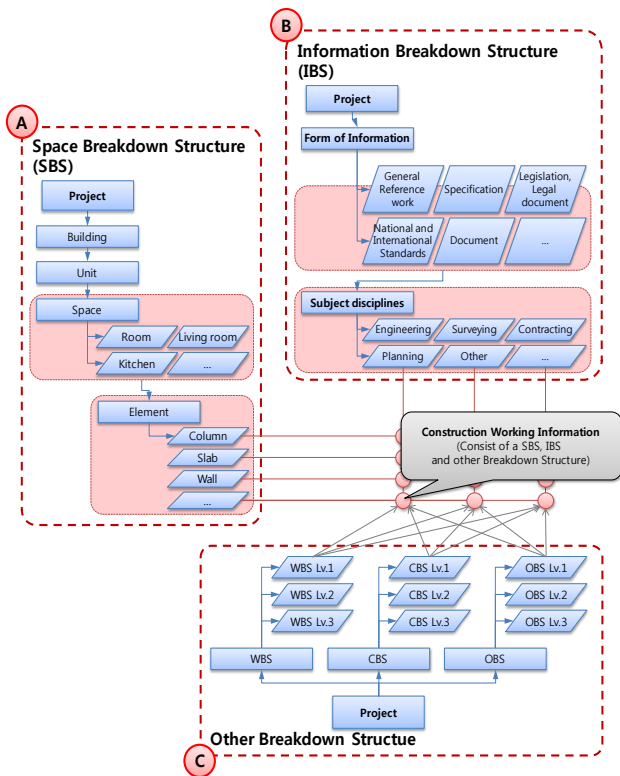 B
Information Breakdown Structure
(IBS)
Project
Form of Information
General
Reference
work
Specification
Legislation,
Legal
document
National and
International
Standards
Document
...
Subject disciplines
Engineering
Surveying
Contracting
Planning
Other
...
A
Space Breakdown Structure
(SBS)
Project
Building
Unit
Space
Room
Living room
Kitchen
...
Element
Column
Slab
Wall
...
Construction Working Information
(Consist of a SBS, IBS
and other Breakdown Structure)
WBS Lv.1
WBS Lv.2
WBS Lv.3
CBS Lv.1
CBS Lv.2
CBS Lv.3
OBS Lv.1
OBS Lv.2
OBS Lv.3
WBS
CBS
OBS
Project
Other Breakdown Structue
C